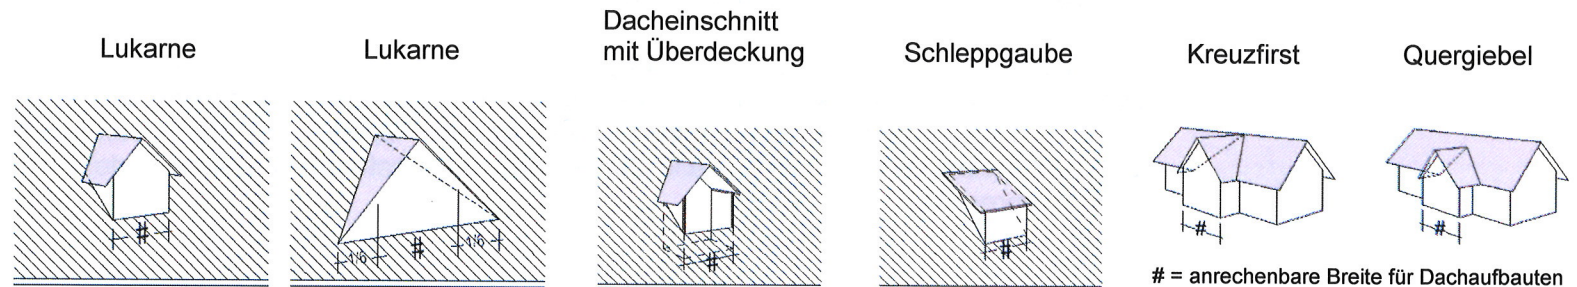 Lukarne
Lukarne
Dacheinschnitt
mit Überdeckung
Schleppgaube
Kreuzfirst
Quergiebel
#
1/6
#
1/6
#
#
#
#
# = anrechenbare Breite für Dachaufbauten